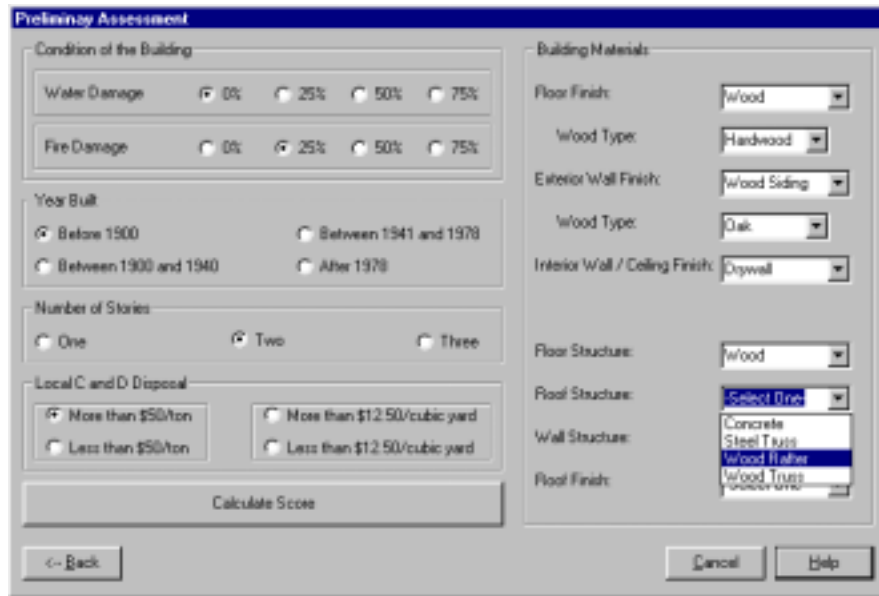 Preliminay Assessment
Condition of the Building
Water Damage 0% 25% 50% 75%
Fire Damage 0% 25% 50% 75%
Year Built
Before 1900 Between 1941 and 1978
Between 1900 and 1940 After 1978
Number of Stories
One Two Three
Local C and D Disposal
More than $50/ton More than $12.50/cubic yard
Less than $50/ton Less than $12.50/cubic yard
Calculate Score
<-- Back
Building Materials
Floor Finish: Wood
Wood Type: Hardwood
Exterior Wall Finish: Wood Siding
Wood Type: Oak
Interior Wall / Ceiling Finish: Drywall
Floor Structure: Wood
Roof Structure: -Select One-
Concrete
Steel Truss
Wall Structure:
Wood Rafter
Wood Truss
Roof Finish: -Select One-
Cancel Help